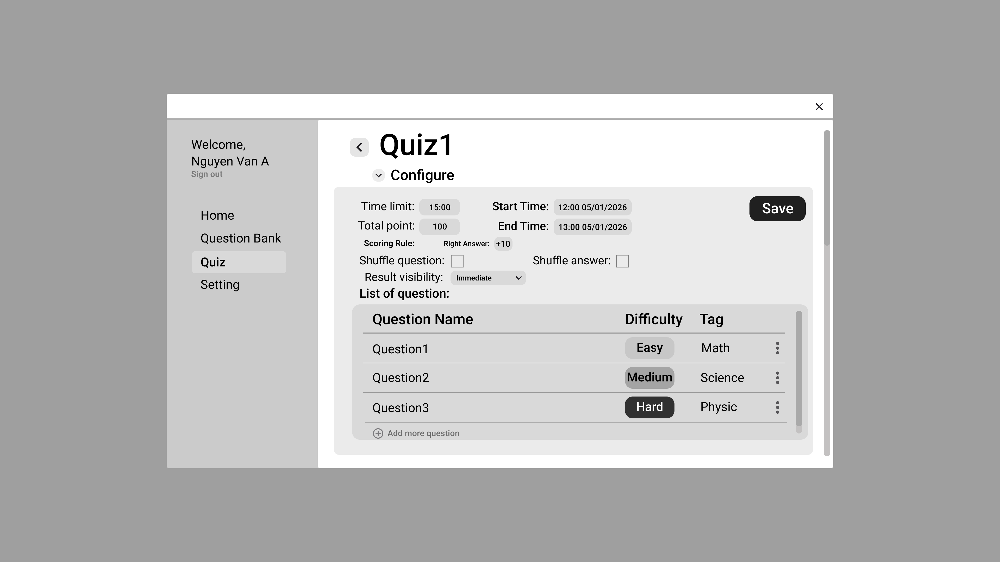 Welcome,
Nguyen Van A
Sign out
Home
Question Bank
Quiz
Setting
Quiz1
Configure
Time limit: 15:00 Start Time: 12:00 05/01/2026 Save
Total point: 100 End Time: 13:00 05/01/2026
Scoring Rule: Right Answer: +10
Shuffle question: Shuffle answer:
Result visibility: Immediate
List of question:
Question Name Difficulty Tag
Question1 Easy Math
Question2 Medium Science
Question3 Hard Physic
Add more question